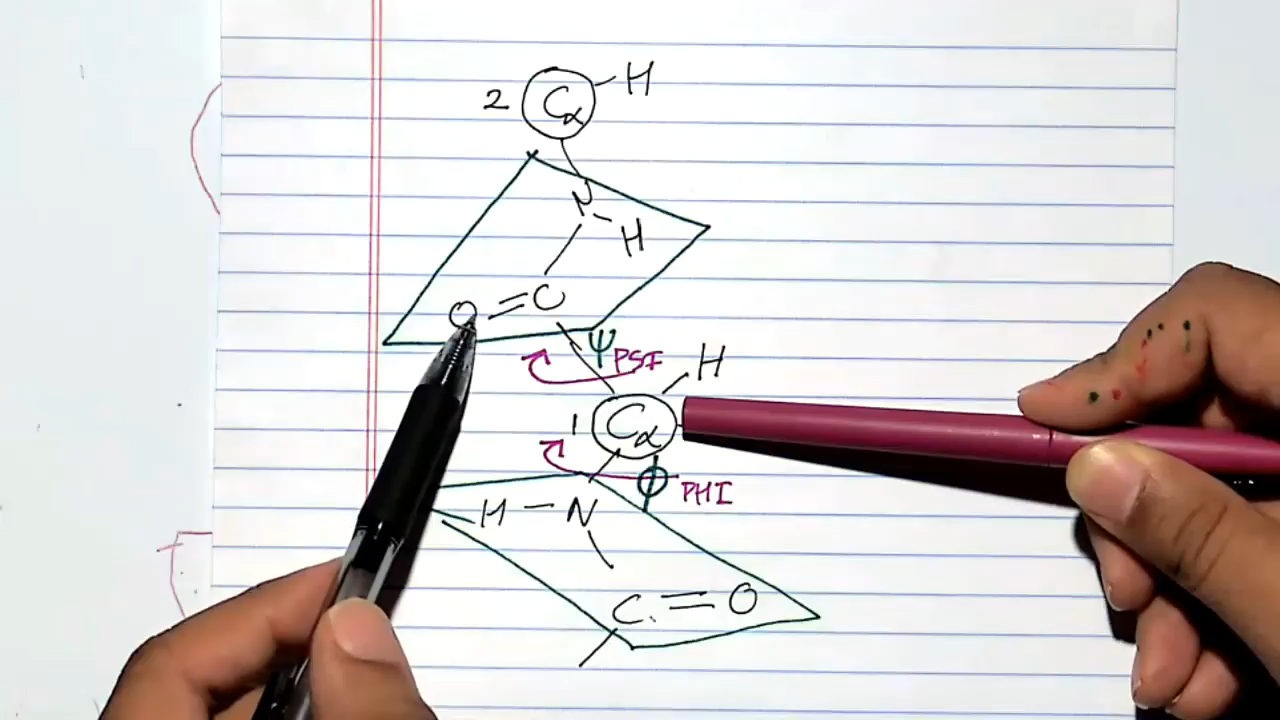 2 Cα - H
N
H
O = C
ψ PSI
H
1 Cα
ϕ PHI
H - N
C = O